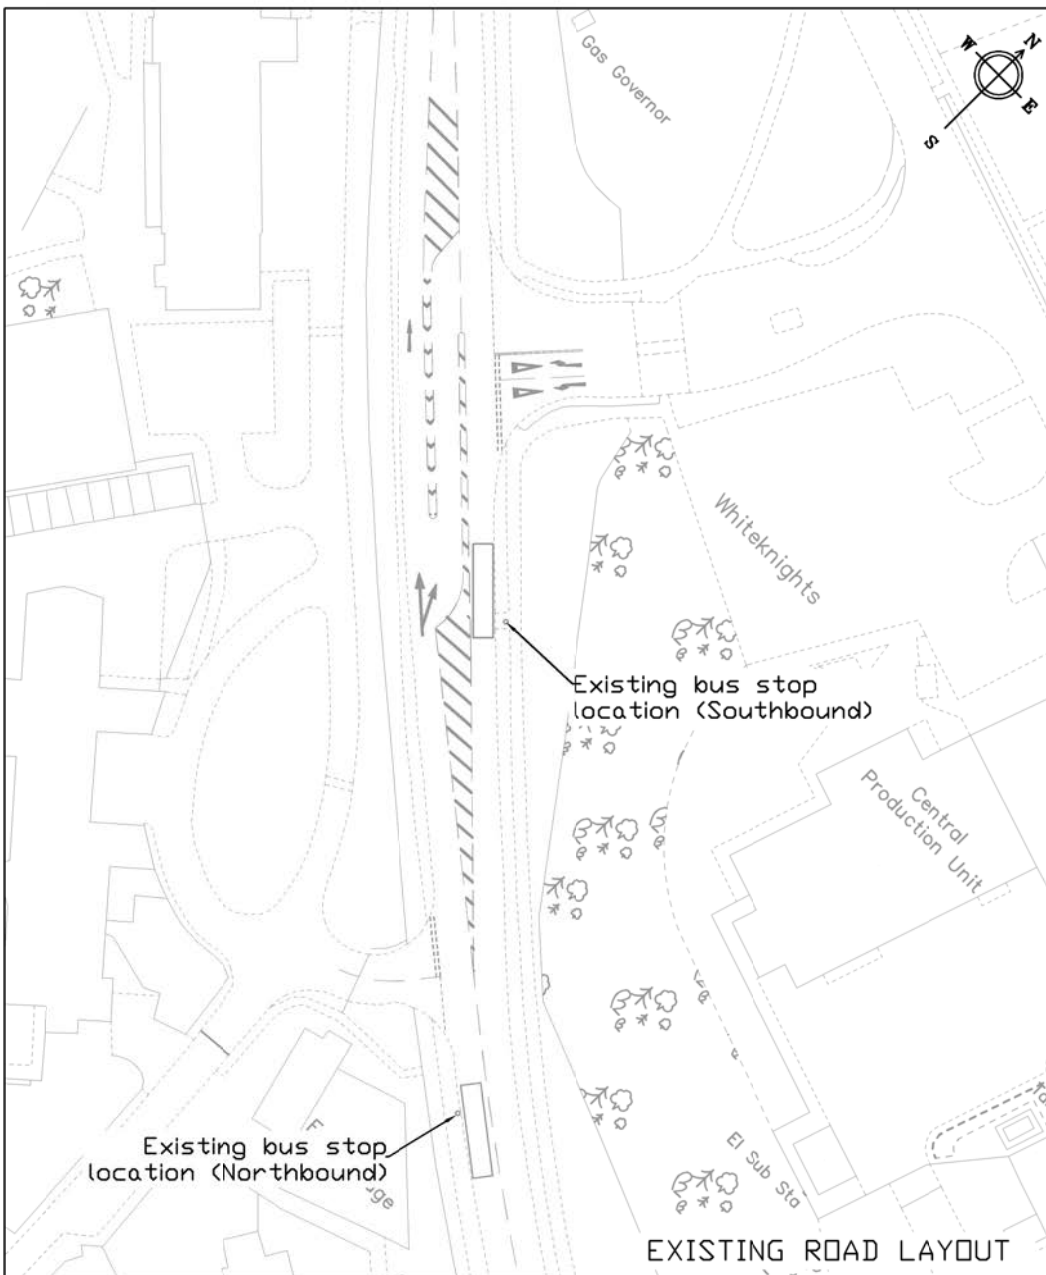 Gas Governor
W
N
S
E
Whiteknights
Existing bus stop
location (Southbound)
Central
Production Unit
Existing bus stop
location (Northbound)
El Sub Sta
EXISTING ROAD LAYOUT